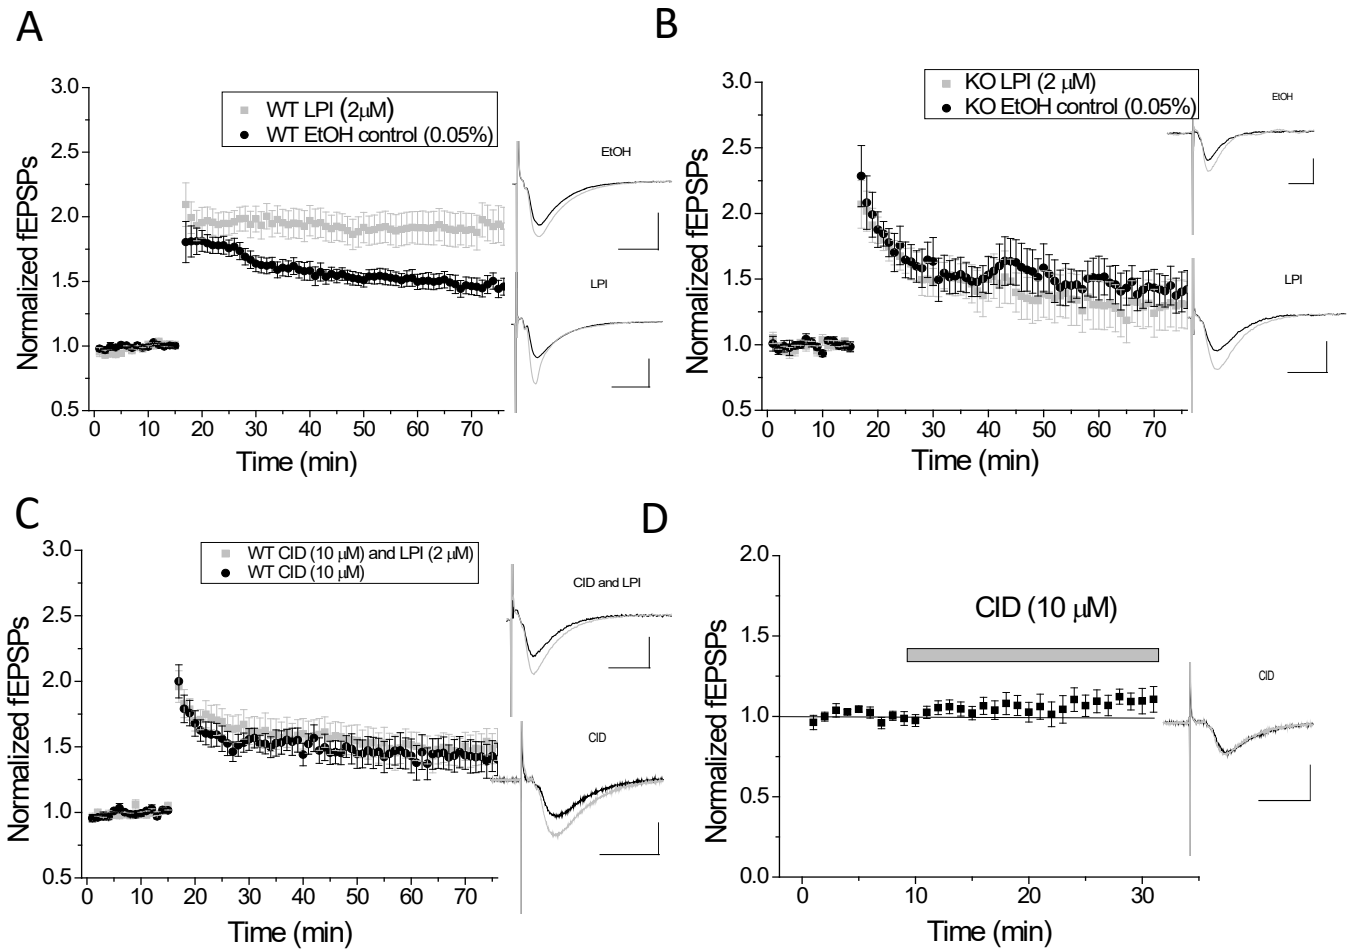 A
3.0
2.5
2.0
1.5
1.0
0.5
Normalized fEPSPs
WT LPI (2μM)
WT EtOH control (0.05%)
EtOH
LPI
0 10 20 30 40 50 60 70
Time (min)
B
3.0
2.5
2.0
1.5
1.0
0.5
Normalized fEPSPs
KO LPI (2 μM)
KO EtOH control (0.05%)
EtOH
LPI
0 10 20 30 40 50 60 70
Time (min)
C
3.0
2.5
2.0
1.5
1.0
0.5
Normalized fEPSPs
WT CID (10 μM) and LPI (2 μM)
WT CID (10 μM)
CID and LPI
CID
0 10 20 30 40 50 60 70
Time (min)
D
2.0
1.5
1.0
0.5
0.0
Normalized fEPSPs
CID (10 μM)
CID
0 10 20 30
Time (min)